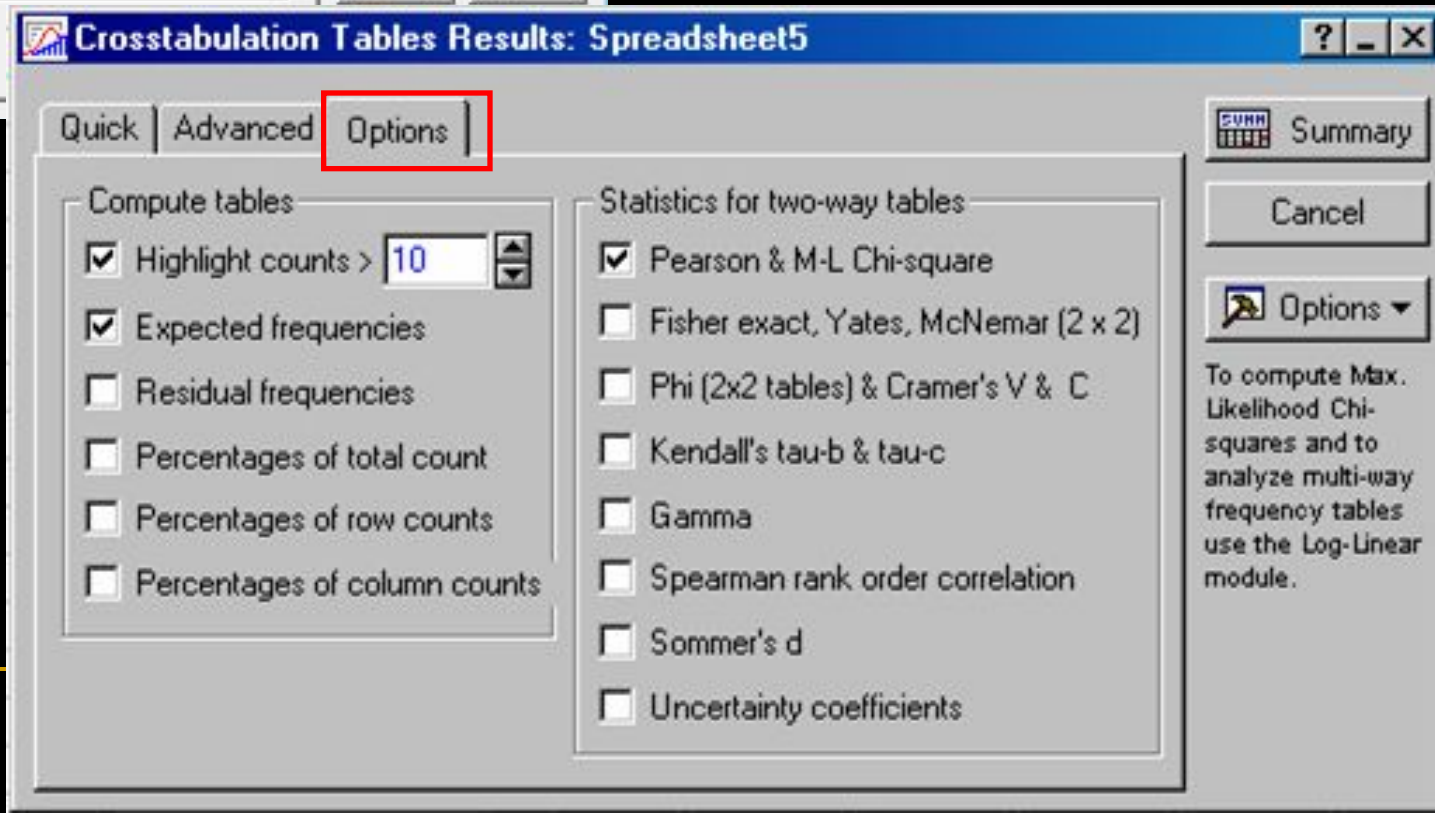 Crosstabulation Tables Results: Spreadsheet5
Quick
Advanced
Options
Compute tables
Highlight counts > 10
Expected frequencies
Residual frequencies
Percentages of total count
Percentages of row counts
Percentages of column counts
Statistics for two-way tables
Pearson & M-L Chi-square
Fisher exact, Yates, McNemar (2 x 2)
Phi (2x2 tables) & Cramer's V & C
Kendall's tau-b & tau-c
Gamma
Spearman rank order correlation
Sommer's d
Uncertainty coefficients
SUMM Summary
Cancel
Options
To compute Max.
Likelihood Chi-
squares and to
analyze multi-way
frequency tables
use the Log-Linear
module.